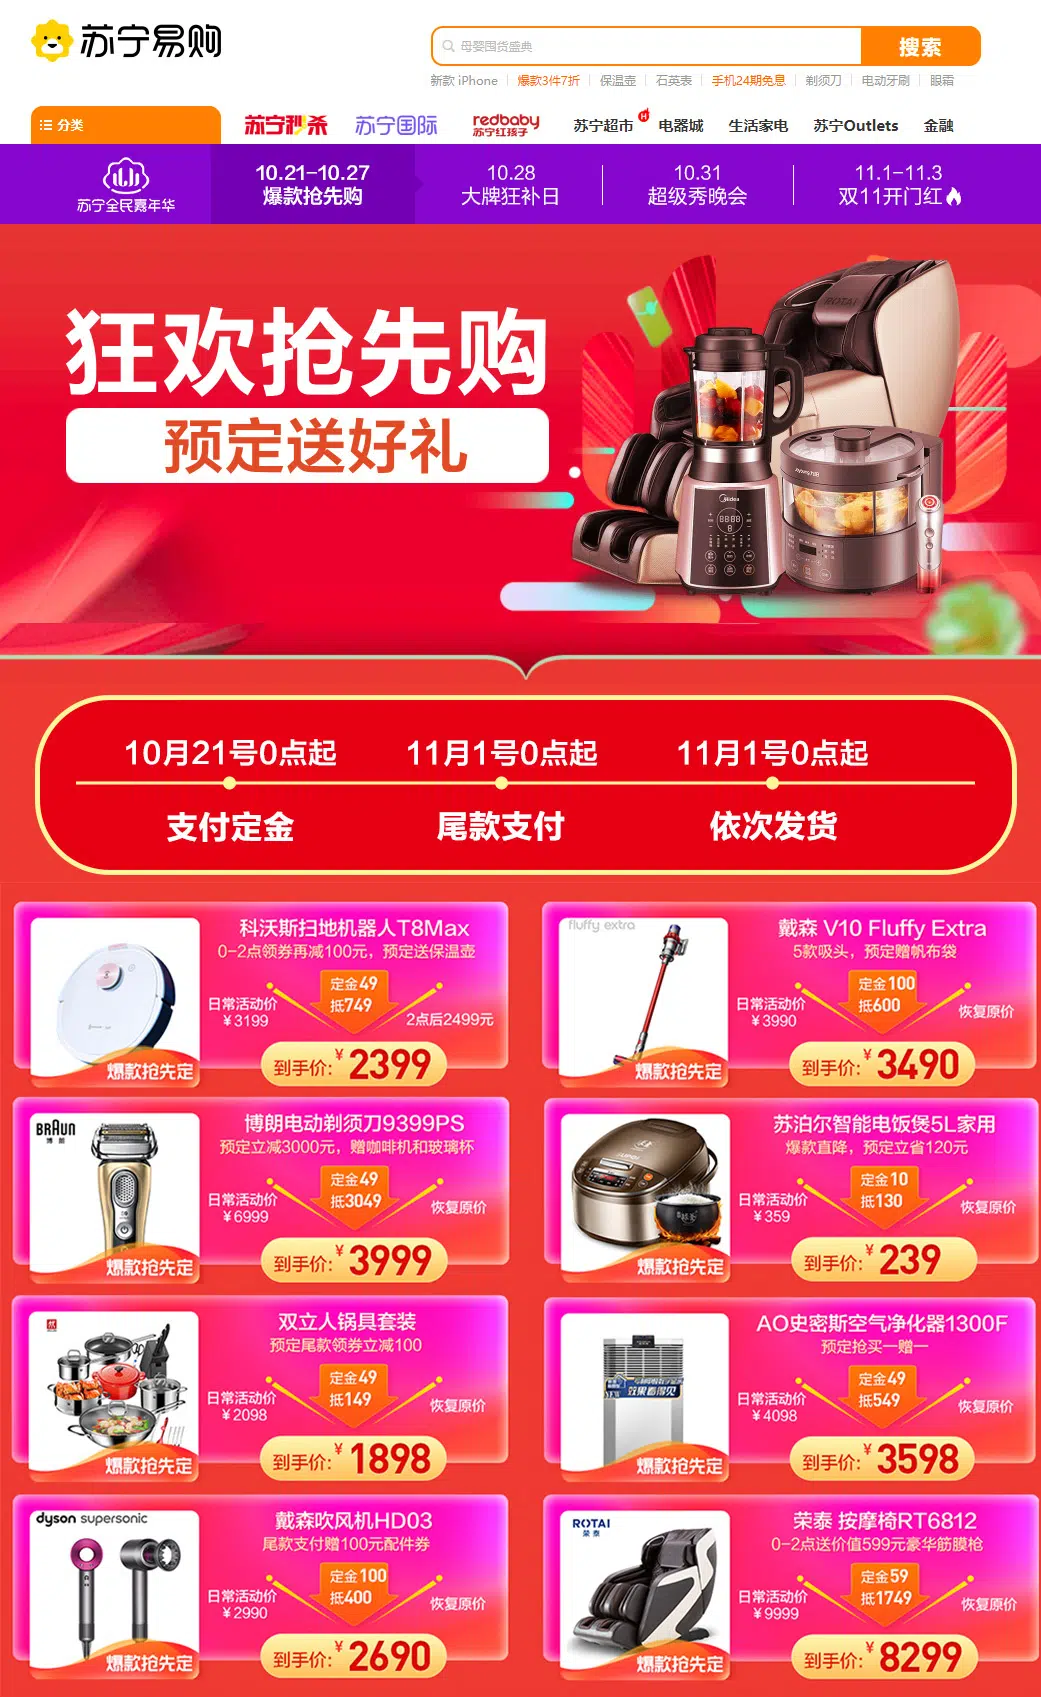 苏宁易购
母婴囤货盛典
搜索
新款 iPhone 爆款3件7折 保温壶 石英表 手机24期免息 剃须刀 电动牙刷 眼霜
分类
苏宁秒杀 苏宁国际 redbaby 苏宁红孩子 苏宁超市 H 电器城 生活家电 苏宁Outlets 金融
苏宁全民嘉年华
10.21-10.27
爆款抢先购
10.28
大牌狂补日
10.31
超级秀晚会
11.1-11.3
双11开门红
狂欢抢先购
预定送好礼
ROTAI
Midea
Joyoung九阳
10月21号0点起 11月1号0点起 11月1号0点起
支付定金 尾款支付 依次发货
科沃斯扫地机器人T8Max
0-2点领券再减100元，预定送保温壶
定金49
抵749
日常活动价
￥3199
2点后2499元
爆款抢先定
到手价：￥2399
fluffy extra
戴森 V10 Fluffy Extra
5款吸头，预定赠帆布袋
定金100
抵600
日常活动价
￥3990
恢复原价
爆款抢先定
到手价：￥3490
BRAUN
博朗
博朗电动剃须刀9399PS
预定立减3000元，赠咖啡机和玻璃杯
定金49
抵3049
日常活动价
￥6999
恢复原价
爆款抢先定
到手价：￥3999
苏泊尔智能电饭煲5L家用
爆款直降，预定立省120元
定金10
抵130
日常活动价
￥359
恢复原价
爆款抢先定
到手价：￥239
双立人锅具套装
预定尾款领券立减100
定金49
抵149
日常活动价
￥2098
恢复原价
爆款抢先定
到手价：￥1898
AO史密斯空气净化器1300F
预定抢买一赠一
定金49
抵549
日常活动价
￥4098
恢复原价
效果看得见
爆款抢先定
到手价：￥3598
dyson supersonic
戴森吹风机HD03
尾款支付赠100元配件券
定金100
抵400
日常活动价
￥2990
恢复原价
爆款抢先定
到手价：￥2690
ROTAI
荣泰
荣泰 按摩椅RT6812
0-2点送价值599元豪华筋膜枪
定金59
抵1749
日常活动价
￥9999
恢复原价
爆款抢先定
到手价：￥8299